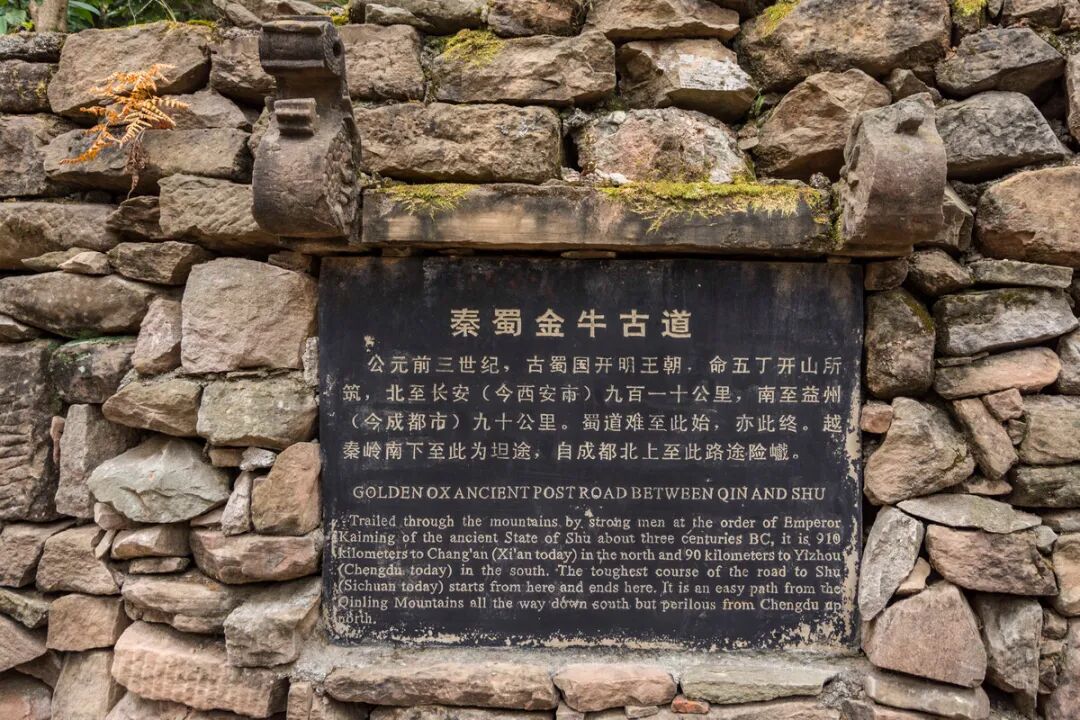 秦蜀金牛古道
公元前三世纪，古蜀国开明王朝，命五丁开山所
筑，北至长安（今西安市）九百一十公里，南至益州
（今成都市）九十公里。蜀道难至此始，亦此终。越
秦岭南下至此为坦途，自成都北上至此路途险巇。
GOLDEN OX ANCIENT POST ROAD BETWEEN QIN AND SHU
Trailed through the mountains by strong men at the order of Emperor
Kaiming of the ancient State of Shu about three centuries BC, it is 910
kilometers to Chang'an (Xi'an today) in the north and 90 kilometers to Yizhou
(Chengdu today) in the south. The toughest course of the road to Shu
(Sichuan today) starts from here and ends here. It is an easy path from the
Qinling Mountains all the way down south but perilous from Chengdu up
north.